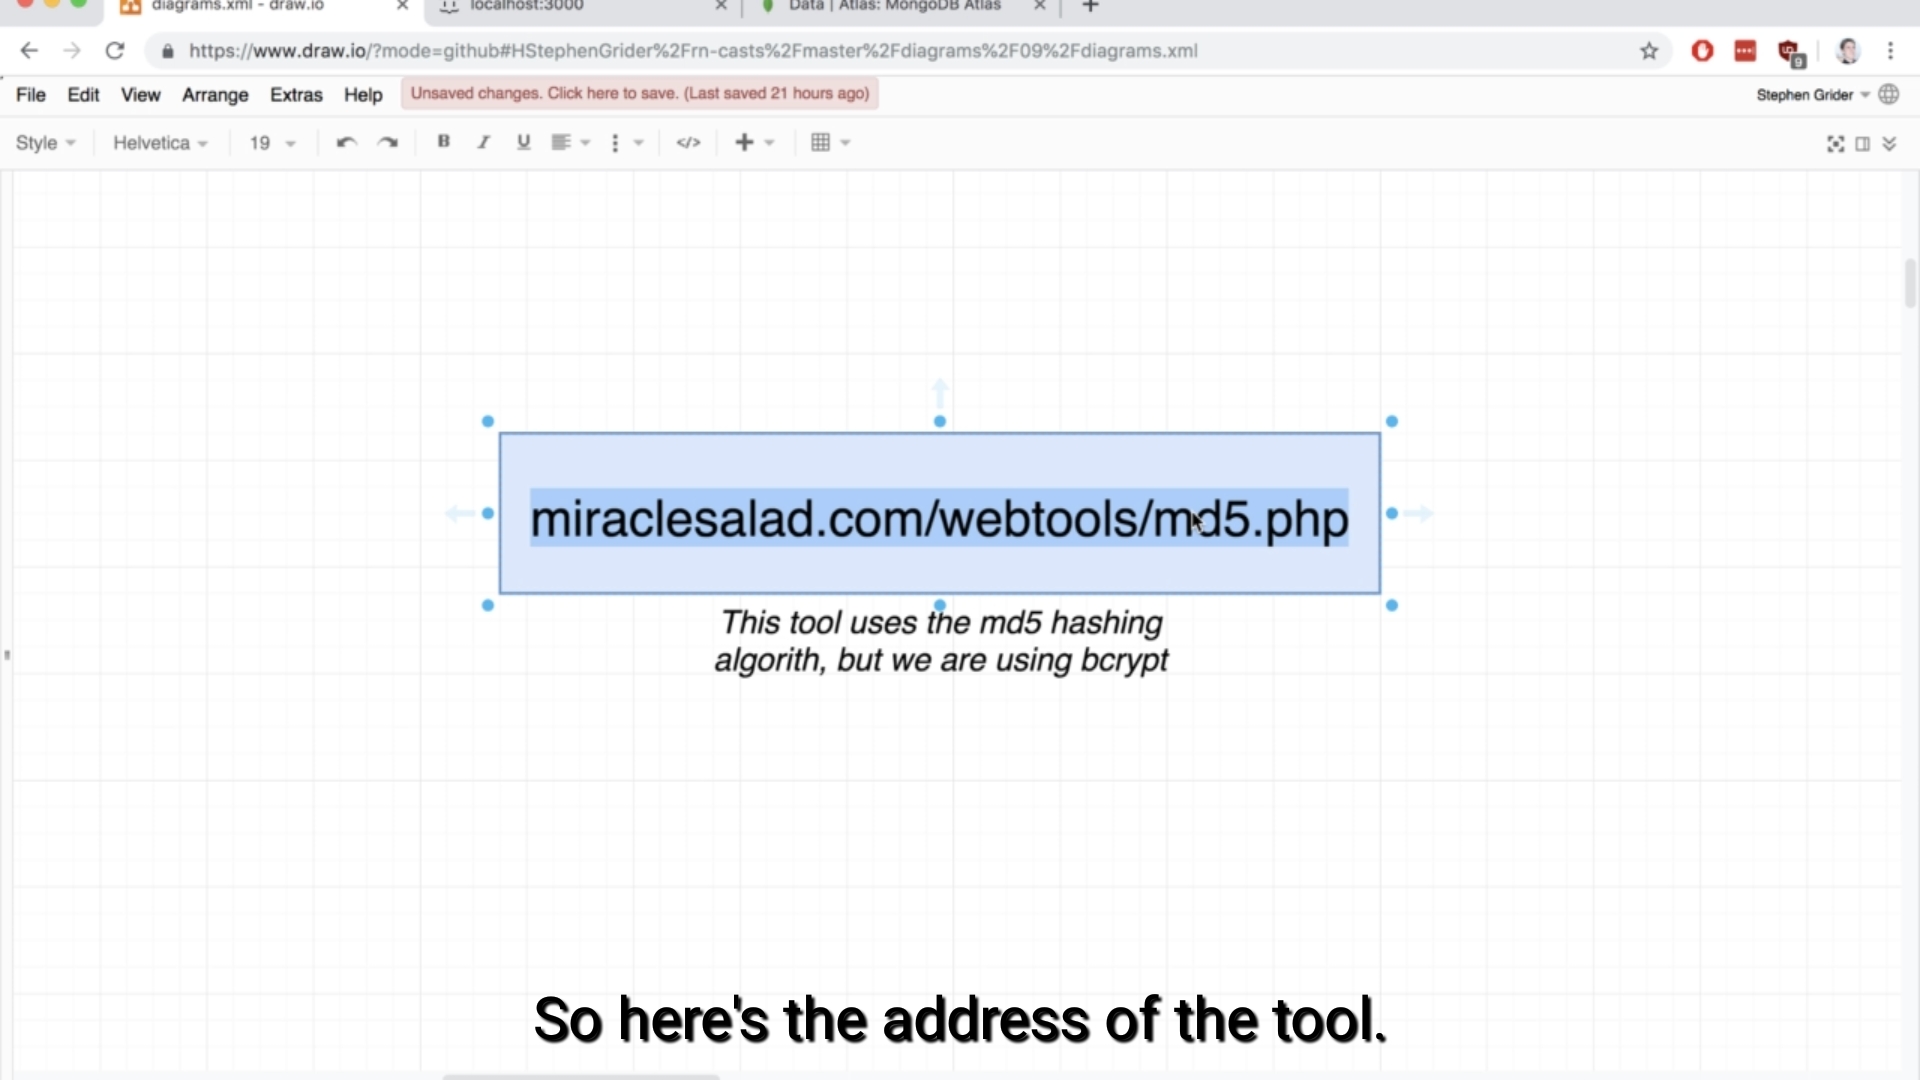 diagrams.xml - draw.io
localhost:3000
Data | Atlas: MongoDB Atlas
https://www.draw.io/?mode=github#HStephenGrider%2Frn-casts%2Fmaster%2Fdiagrams%2F09%2Fdiagrams.xml
9
File Edit View Arrange Extras Help Unsaved changes. Click here to save. (Last saved 21 hours ago) Stephen Grider
Style Helvetica 19 B I U </>
miraclesalad.com/webtools/md5.php
This tool uses the md5 hashing
algorith, but we are using bcrypt
So here's the address of the tool.